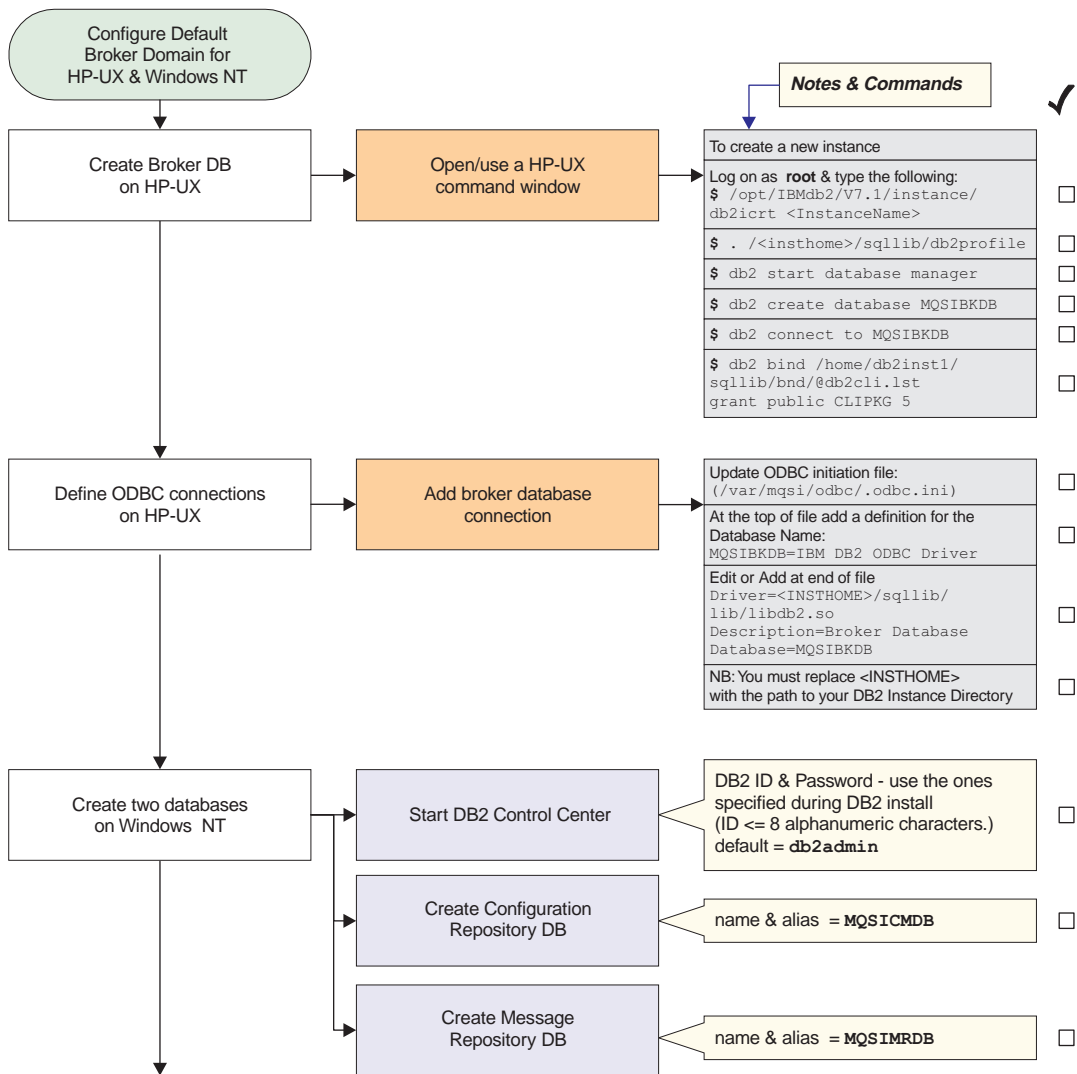 Configure Default
Broker Domain for
HP-UX & Windows NT
Notes & Commands
Create Broker DB
on HP-UX
Open/use a HP-UX
command window
To create a new instance
Log on as root & type the following:
$ /opt/IBMdb2/V7.1/instance/
db2icrt <InstanceName>
$ . /<insthome>/sqllib/db2profile
$ db2 start database manager
$ db2 create database MQSIBKDB
$ db2 connect to MQSIBKDB
$ db2 bind /home/db2inst1/
sqllib/bnd/@db2cli.lst
grant public CLIPKG 5
Define ODBC connections
on HP-UX
Add broker database
connection
Update ODBC initiation file:
(/var/mqsi/odbc/.odbc.ini)
At the top of file add a definition for the
Database Name:
MQSIBKDB=IBM DB2 ODBC Driver
Edit or Add at end of file
Driver=<INSTHOME>/sqllib/
lib/libdb2.so
Description=Broker Database
Database=MQSIBKDB
NB: You must replace <INSTHOME>
with the path to your DB2 Instance Directory
Create two databases
on Windows NT
Start DB2 Control Center
DB2 ID & Password - use the ones
specified during DB2 install
(ID <= 8 alphanumeric characters.)
default = db2admin
Create Configuration
Repository DB
name & alias = MQSICMDB
Create Message
Repository DB
name & alias = MQSIMRDB